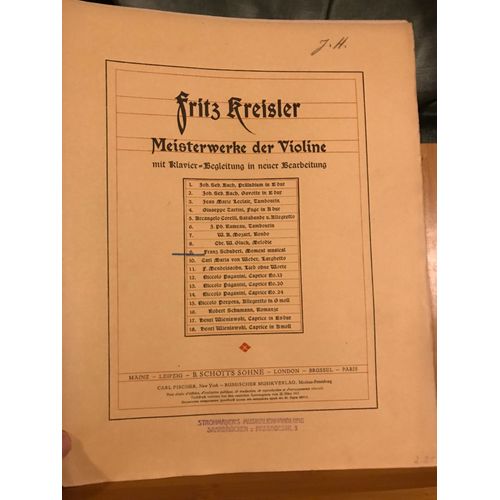 J. H.
Fritz Kreisler
Meisterwerke der Violine
mit Klavier-Begleitung in neuer Bearbeitung
1. Joh. Seb. Bach, Präludium in E dur
2. Joh. Seb. Bach, Gavotte in E dur
3. Jean Marie Leclair, Tambourin
4. Giuseppe Tartini, Fuge in A dur
5. Arcangelo Corelli, Sarabande u. Allegretto
6. J. Ph. Rameau, Tambourin
7. W. A. Mozart, Rondo
8. Chr. W. Gluck, Melodie
9. Franz Schubert, Moment musical
10. Carl Maria von Weber, Larghetto
11. F. Mendelssohn, Lied ohne Worte
12. Niccolo Paganini, Caprice No. 13
13. Niccolo Paganini, Caprice No. 20
14. Niccolo Paganini, Caprice No. 24
15. Niccolo Porpora, Allegretto in G moll
16. Robert Schumann, Romanze
17. Henri Wieniawski, Caprice in Es dur
18. Henri Wieniawski, Caprice in A moll
MAINZ – LEIPZIG – B. SCHOTT'S SÖHNE – LONDON – BRÜSSEL – PARIS
CARL FISCHER, New York – RUSSISCHER MUSIKVERLAG, Moskau-Petersburg
MUSIKALIENHANDLUNG
SAARBRÜCKEN